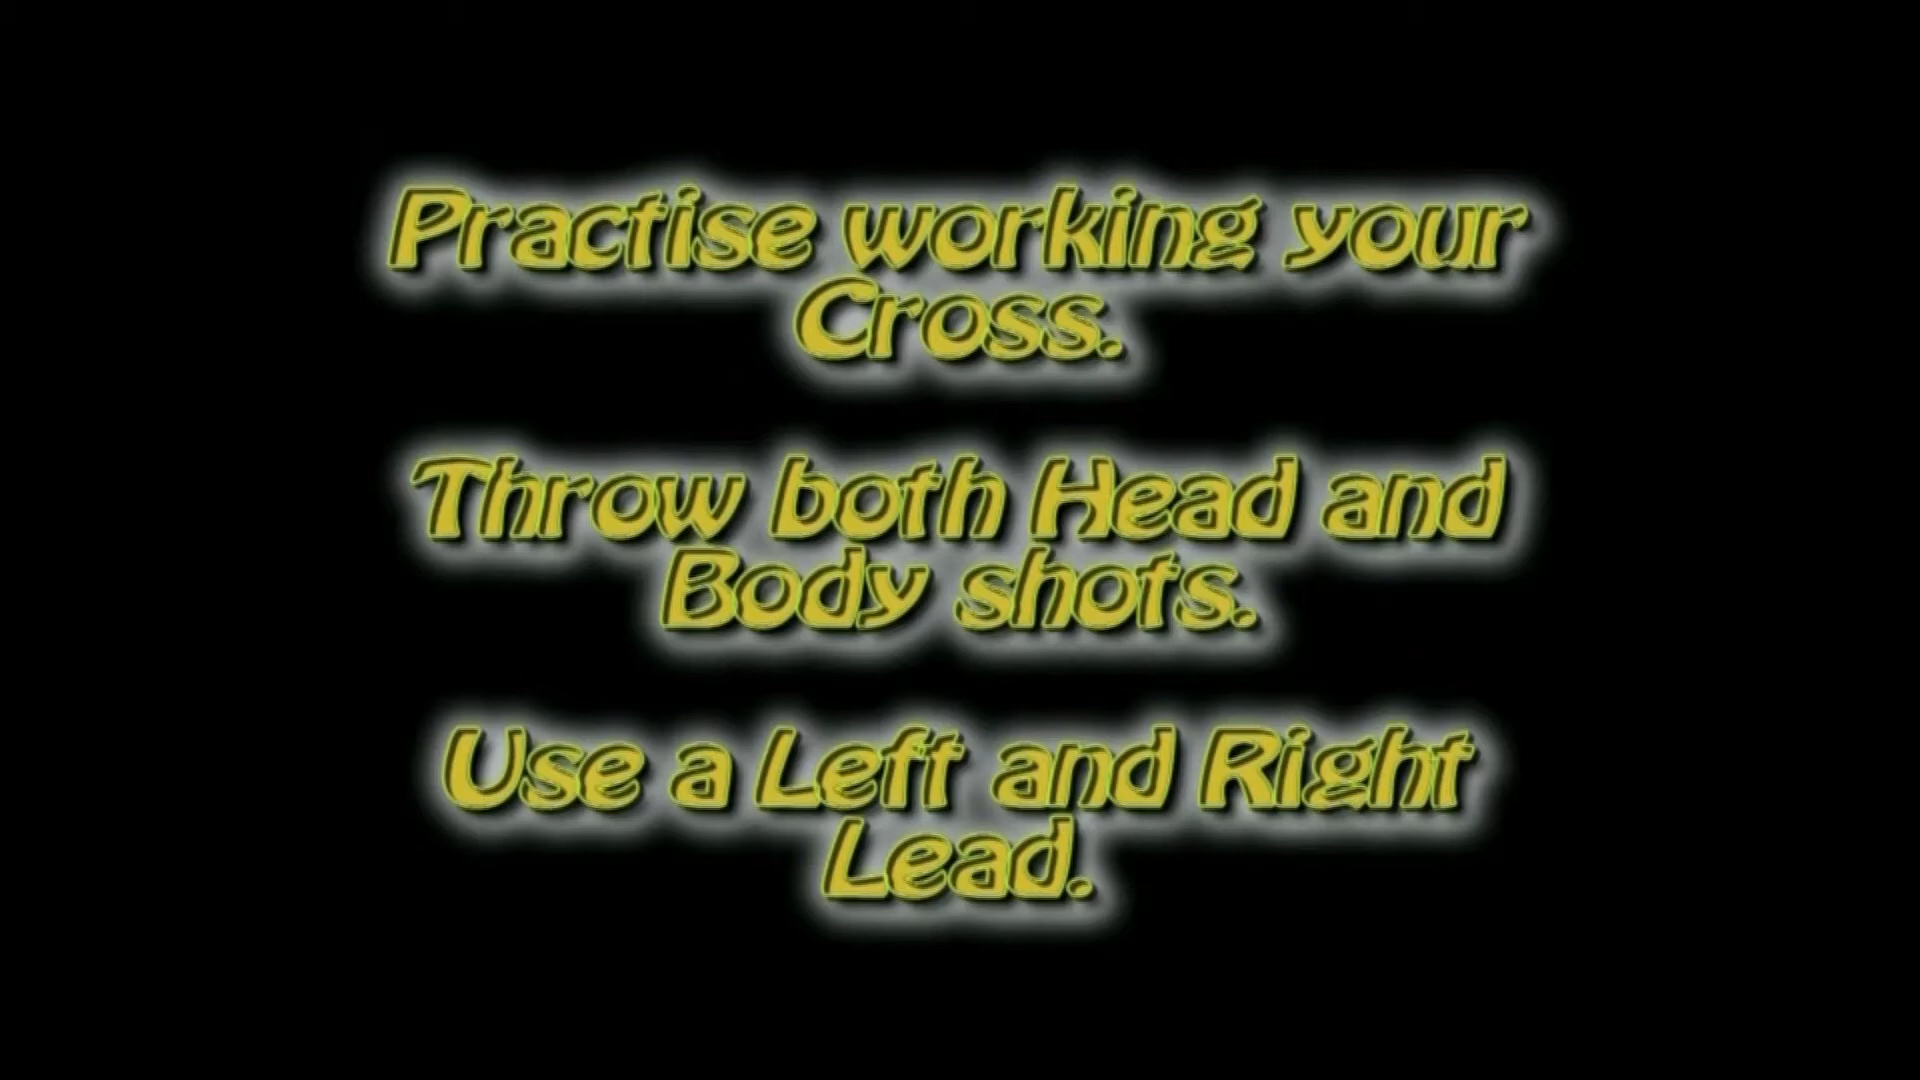 Practise working your
Cross.
Throw both Head and
Body shots.
Use a Left and Right
Lead.